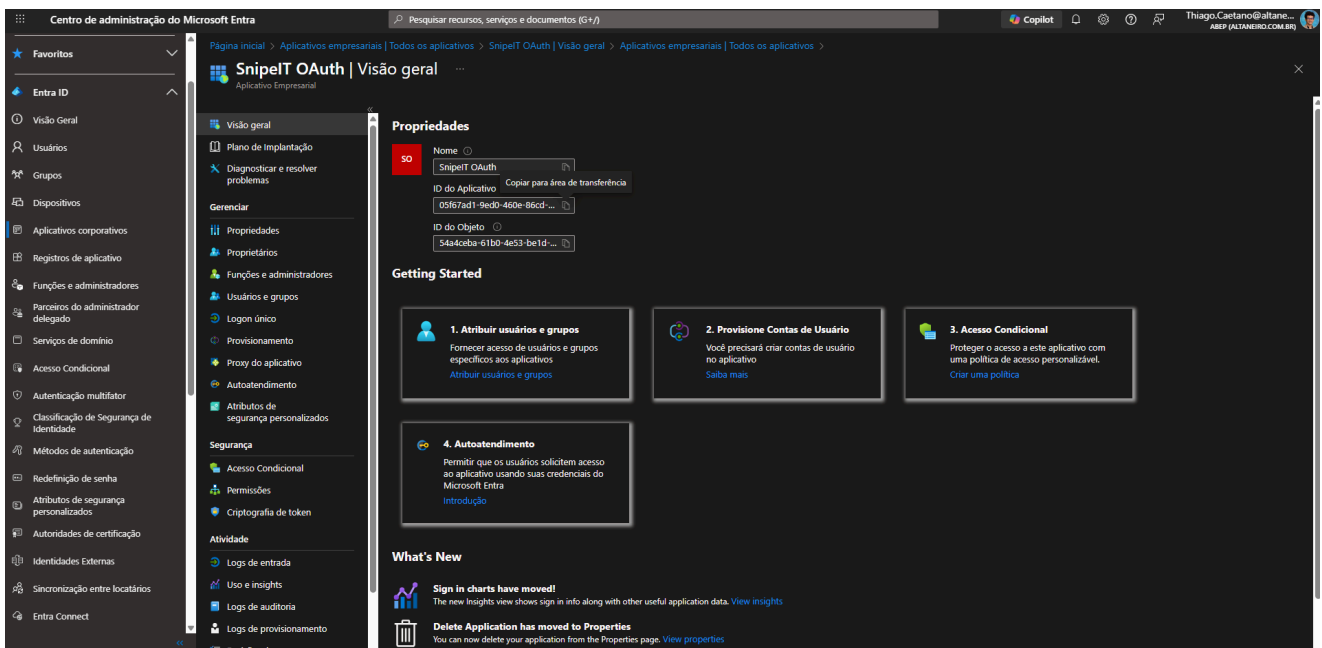 Centro de administração do Microsoft Entra
Pesquisar recursos, serviços e documentos (G+/)
Copilot
Thiago.Caetano@altane...
ABEP (ALTANEIRO.COM.BR)
Favoritos
Entra ID
Visão Geral
Usuários
Grupos
Dispositivos
Aplicativos corporativos
Registros de aplicativo
Funções e administradores
Parceiros do administrador
delegado
Serviços de domínio
Acesso Condicional
Autenticação multifator
Classificação de Segurança de
Identidade
Métodos de autenticação
Redefinição de senha
Atributos de segurança
personalizados
Autoridades de certificação
Identidades Externas
Sincronização entre locatários
Entra Connect
Página inicial > Aplicativos empresariais | Todos os aplicativos > SnipeIT OAuth | Visão geral > Aplicativos empresariais | Todos os aplicativos >
SnipeIT OAuth | Visão geral ...
Aplicativo Empresarial
Visão geral
Plano de Implantação
Diagnosticar e resolver
problemas
Gerenciar
Propriedades
Proprietários
Funções e administradores
Usuários e grupos
Logon único
Provisionamento
Proxy do aplicativo
Autoatendimento
Atributos de
segurança personalizados
Segurança
Acesso Condicional
Permissões
Criptografia de token
Atividade
Logs de entrada
Uso e insights
Logs de auditoria
Logs de provisionamento
Propriedades
SO
Nome
SnipeIT OAuth
Copiar para área de transferência
ID do Aplicativo
05f67ad1-9ed0-460e-86cd-...
ID do Objeto
54a4ceba-61b0-4e53-be1d-...
Getting Started
1. Atribuir usuários e grupos
Fornecer acesso de usuários e grupos
específicos aos aplicativos
Atribuir usuários e grupos
2. Provisione Contas de Usuário
Você precisará criar contas de usuário
no aplicativo
Saiba mais
3. Acesso Condicional
Proteger o acesso a este aplicativo com
uma política de acesso personalizável.
Criar uma política
4. Autoatendimento
Permitir que os usuários solicitem acesso
ao aplicativo usando suas credenciais do
Microsoft Entra
Introdução
What's New
Sign in charts have moved!
The new Insights view shows sign in info along with other useful application data. View insights
Delete Application has moved to Properties
You can now delete your application from the Properties page. View properties